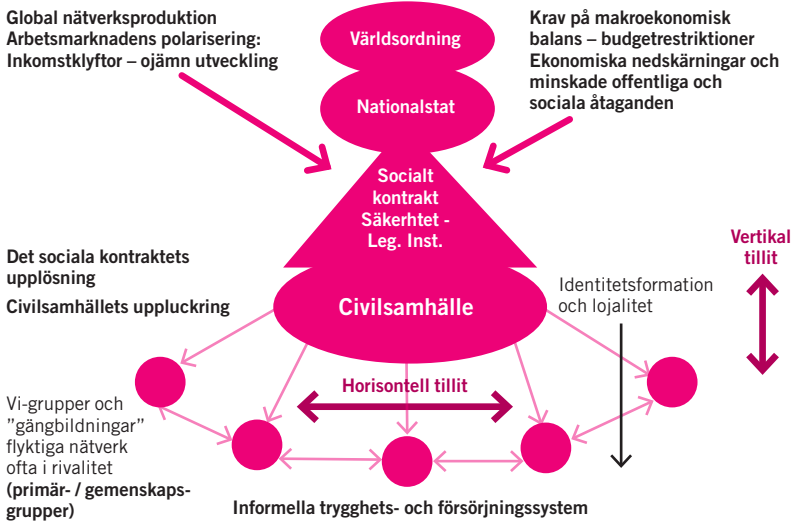 Global nätverksproduktion
Arbetsmarknadens polarisering:
Inkomstklyftor – ojämn utveckling
Världsordning
Krav på makroekonomisk
balans – budgetrestriktioner
Ekonomiska nedskärningar och
minskade offentliga och
sociala åtaganden
Nationalstat
Socialt
kontrakt
Säkerhtet -
Leg. Inst.
Det sociala kontraktets
upplösning
Civilsamhällets uppluckring
Civilsamhälle
Identitetsformation
och lojalitet
Vertikal
tillit
Horisontell tillit
Vi-grupper och
”gängbildningar”
flyktiga nätverk
ofta i rivalitet
(primär- / gemenskaps-
grupper)
Informella trygghets- och försörjningssystem